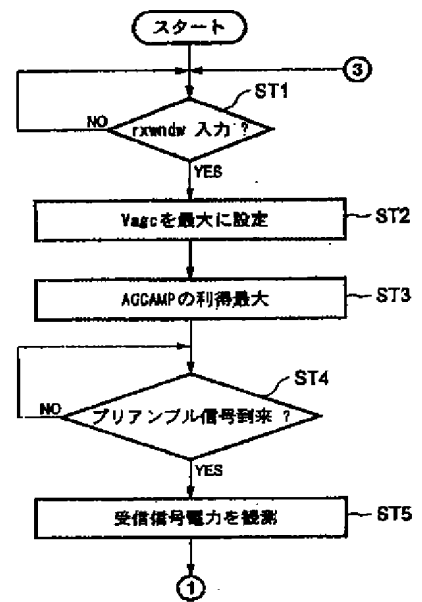 スタート
③
ST1
rxwndw 入力 ?
NO
YES
Vagcを最大に設定
ST2
AGCAMPの利得最大
ST3
ST4
プリアンブル信号到来 ?
NO
YES
受信信号電力を観測
ST5
①